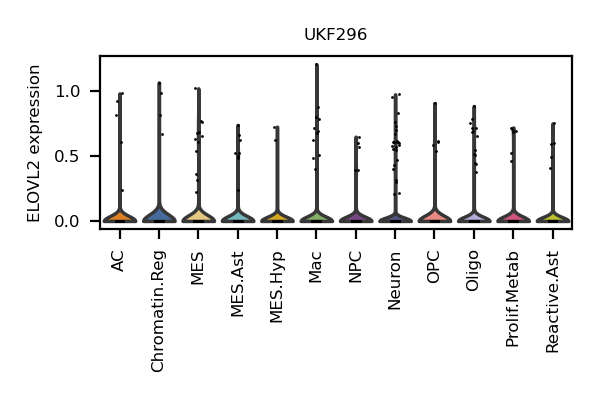 UKF296
ELOVL2 expression
1.0
0.5
0.0
AC
Chromatin.Reg
MES
MES.Ast
MES.Hyp
Mac
NPC
Neuron
OPC
Oligo
Prolif.Metab
Reactive.Ast